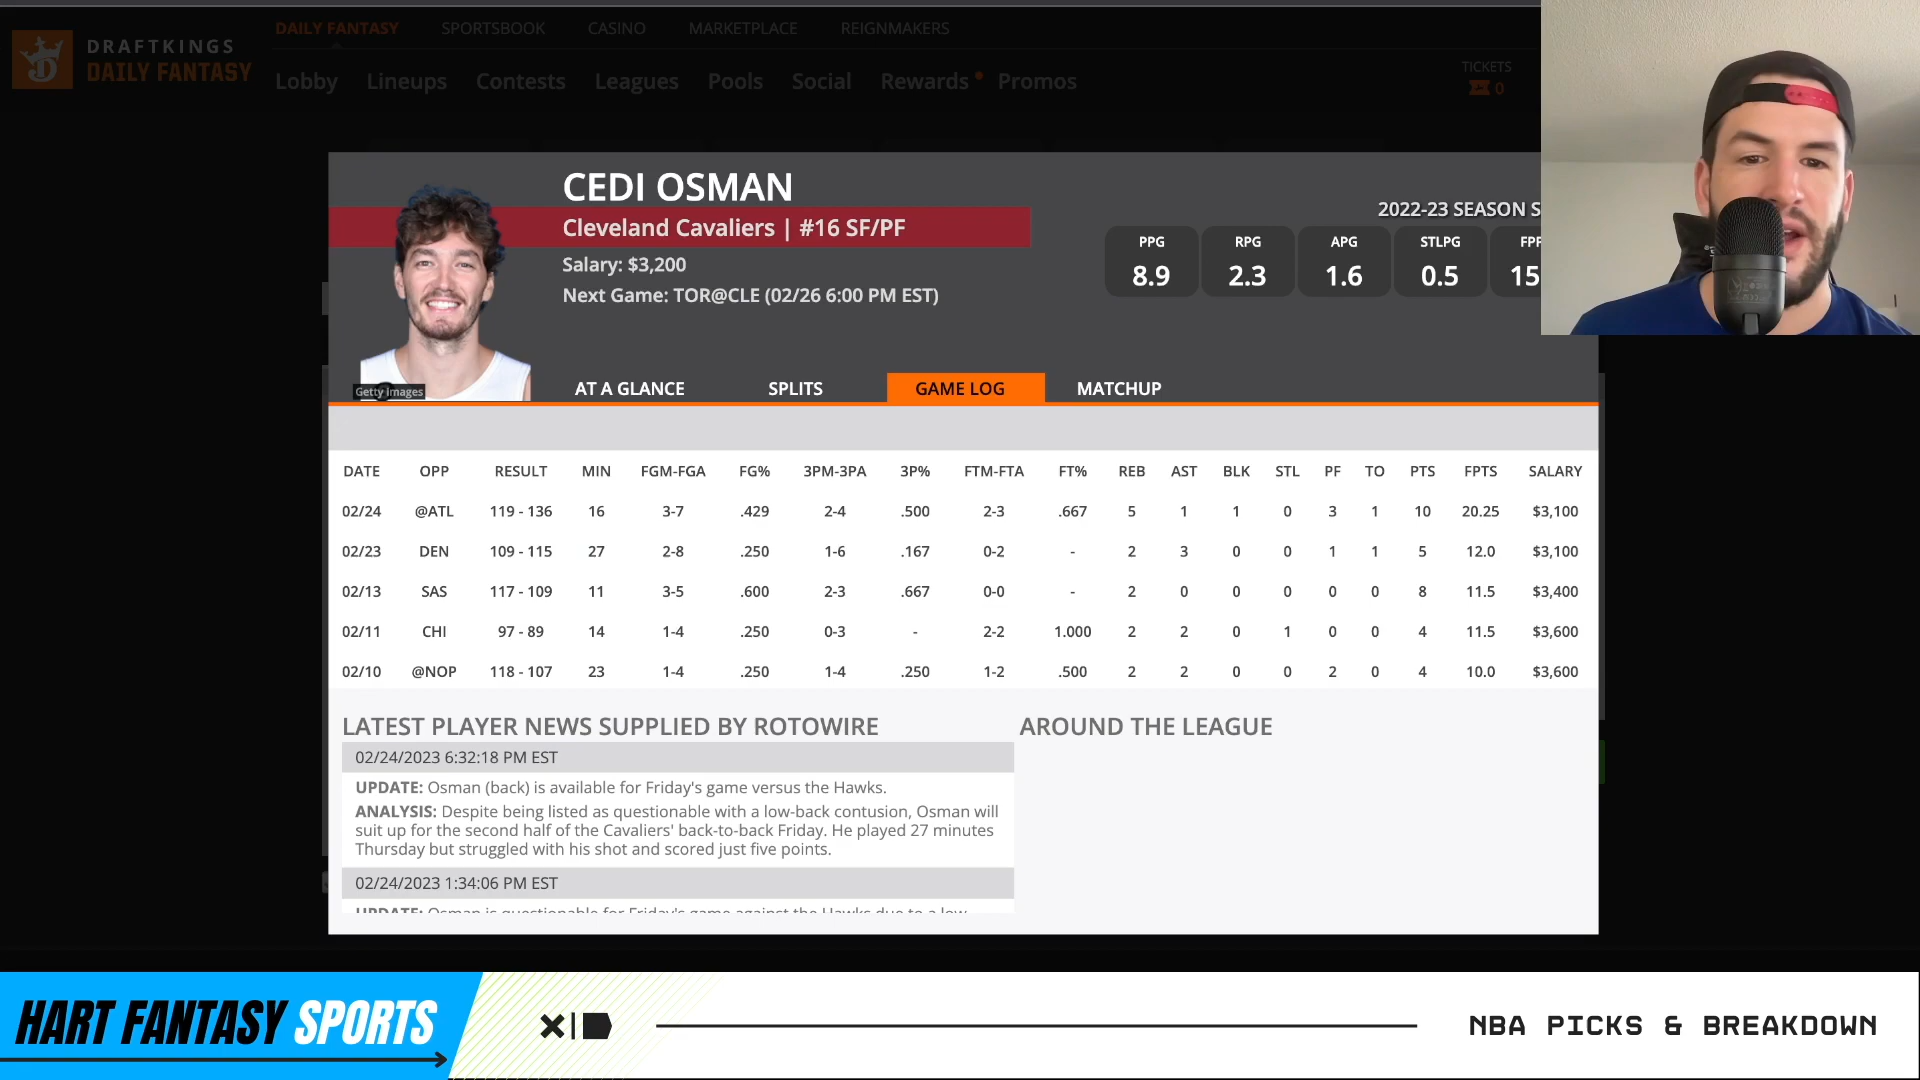 DAILY FANTASY SPORTSBOOK CASINO MARKETPLACE REIGNMAKERS
DRAFTKINGS
DAILY FANTASY
Lobby Lineups Contests Leagues Pools Social Rewards Promos
TICKETS
0
CEDI OSMAN
Cleveland Cavaliers | #16 SF/PF
Salary: $3,200
Next Game: TOR@CLE (02/26 6:00 PM EST)
2022-23 SEASON S
PPG RPG APG STLPG FPP
8.9 2.3 1.6 0.5 15
Getty Images
AT A GLANCE SPLITS GAME LOG MATCHUP
DATE OPP RESULT MIN FGM-FGA FG% 3PM-3PA 3P% FTM-FTA FT% REB AST BLK STL PF TO PTS FPTS SALARY
02/24 @ATL 119 - 136 16 3-7 .429 2-4 .500 2-3 .667 5 1 1 0 3 1 10 20.25 $3,100
02/23 DEN 109 - 115 27 2-8 .250 1-6 .167 0-2 - 2 3 0 0 1 1 5 12.0 $3,100
02/13 SAS 117 - 109 11 3-5 .600 2-3 .667 0-0 - 2 0 0 0 0 0 8 11.5 $3,400
02/11 CHI 97 - 89 14 1-4 .250 0-3 - 2-2 1.000 2 2 0 1 0 0 4 11.5 $3,600
02/10 @NOP 118 - 107 23 1-4 .250 1-4 .250 1-2 .500 2 2 0 0 2 0 4 10.0 $3,600
LATEST PLAYER NEWS SUPPLIED BY ROTOWIRE
AROUND THE LEAGUE
02/24/2023 6:32:18 PM EST
UPDATE: Osman (back) is available for Friday's game versus the Hawks.
ANALYSIS: Despite being listed as questionable with a low-back contusion, Osman will
suit up for the second half of the Cavaliers' back-to-back Friday. He played 27 minutes
Thursday but struggled with his shot and scored just five points.
02/24/2023 1:34:06 PM EST
UPDATE: Osman is questionable for Friday's game against the Hawks due to a low-
HART FANTASY SPORTS
NBA PICKS & BREAKDOWN